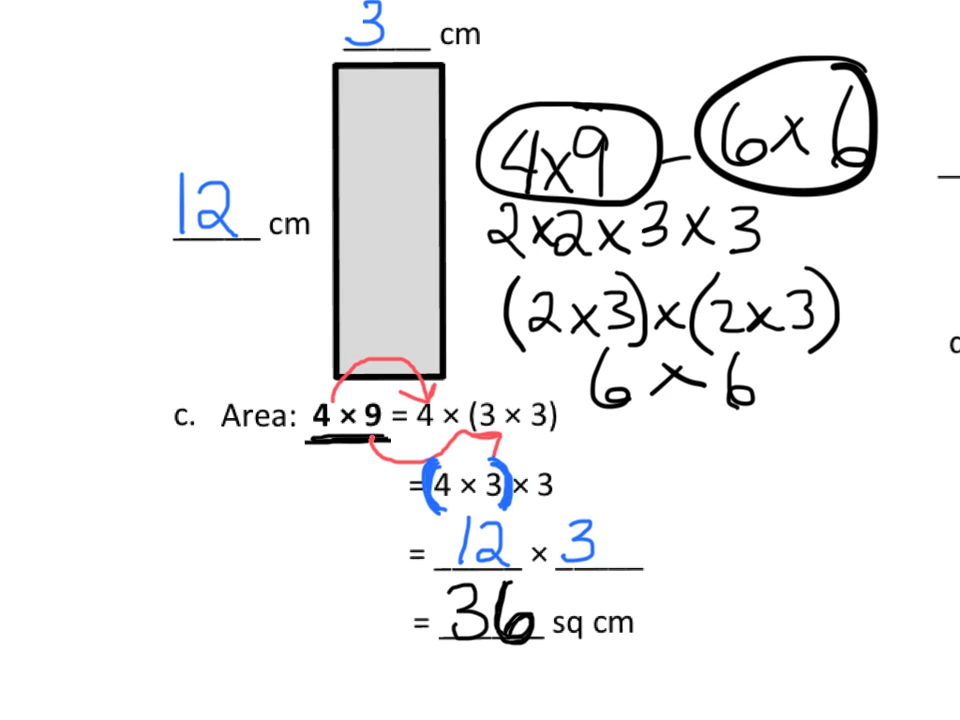 3 cm
4x9 - 6x6
12 cm
2x2x3x3
(2x3)x(2x3)
6x6
c. Area: 4 × 9 = 4 × (3 × 3)
= (4 × 3) × 3
= 12 × 3
= 36 sq cm